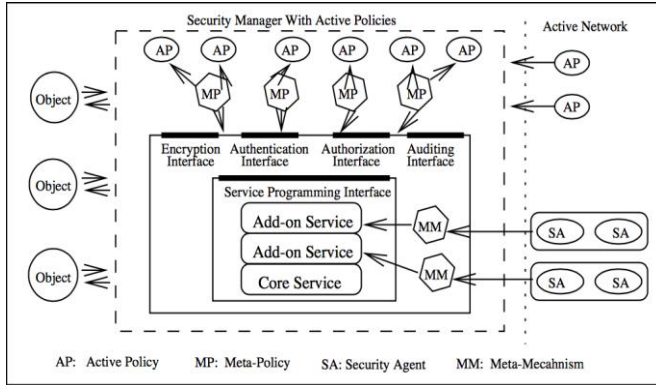 Security Manager With Active Policies
Active Network
AP AP AP AP AP AP
AP
MP MP MP MP
Object
AP
Encryption Interface
Authentication Interface
Authorization Interface
Auditing Interface
Object
Service Programming Interface
Add-on Service
MM
SA SA
Add-on Service
Object
MM
SA SA
Core Service
AP: Active Policy MP: Meta-Policy SA: Security Agent MM: Meta-Mecahnism